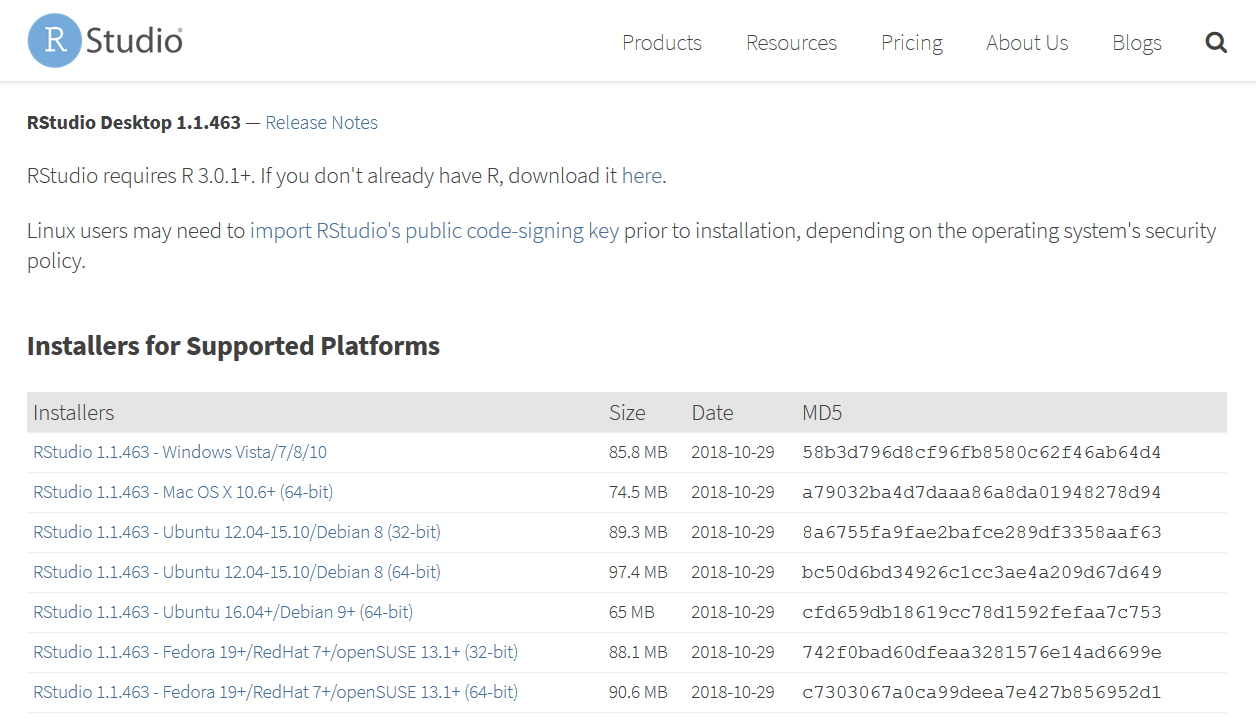 R Studio®
Products Resources Pricing About Us Blogs
RStudio Desktop 1.1.463 — Release Notes
RStudio requires R 3.0.1+. If you don't already have R, download it here.
Linux users may need to import RStudio's public code-signing key prior to installation, depending on the operating system's security
policy.
Installers for Supported Platforms
Installers Size Date MD5
RStudio 1.1.463 - Windows Vista/7/8/10 85.8 MB 2018-10-29 58b3d796d8cf96fb8580c62f46ab64d4
RStudio 1.1.463 - Mac OS X 10.6+ (64-bit) 74.5 MB 2018-10-29 a79032ba4d7daaa86a8da01948278d94
RStudio 1.1.463 - Ubuntu 12.04-15.10/Debian 8 (32-bit) 89.3 MB 2018-10-29 8a6755fa9fae2bafce289df3358aaf63
RStudio 1.1.463 - Ubuntu 12.04-15.10/Debian 8 (64-bit) 97.4 MB 2018-10-29 bc50d6bd34926c1cc3ae4a209d67d649
RStudio 1.1.463 - Ubuntu 16.04+/Debian 9+ (64-bit) 65 MB 2018-10-29 cfd659db18619cc78d1592fefaa7c753
RStudio 1.1.463 - Fedora 19+/RedHat 7+/openSUSE 13.1+ (32-bit) 88.1 MB 2018-10-29 742f0bad60dfeaa3281576e14ad6699e
RStudio 1.1.463 - Fedora 19+/RedHat 7+/openSUSE 13.1+ (64-bit) 90.6 MB 2018-10-29 c7303067a0ca99deea7e427b856952d1